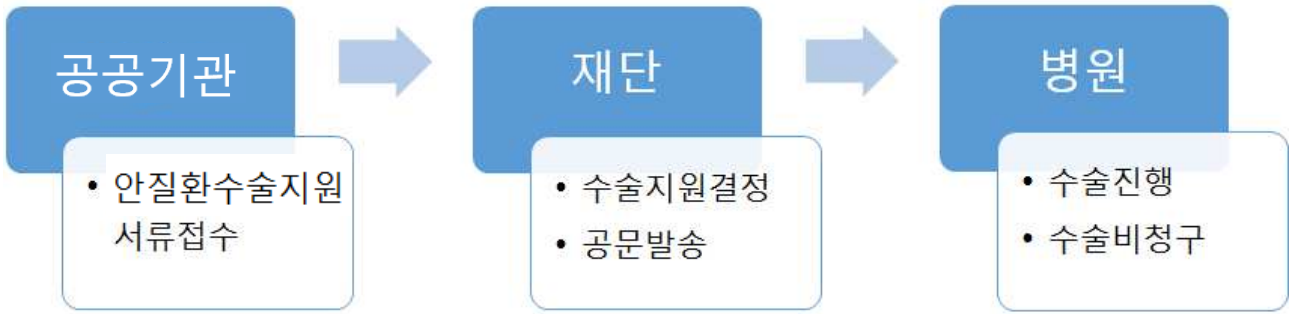 공공기관
• 안질환수술지원
서류접수
재단
• 수술지원결정
• 공문발송
병원
• 수술진행
• 수술비청구